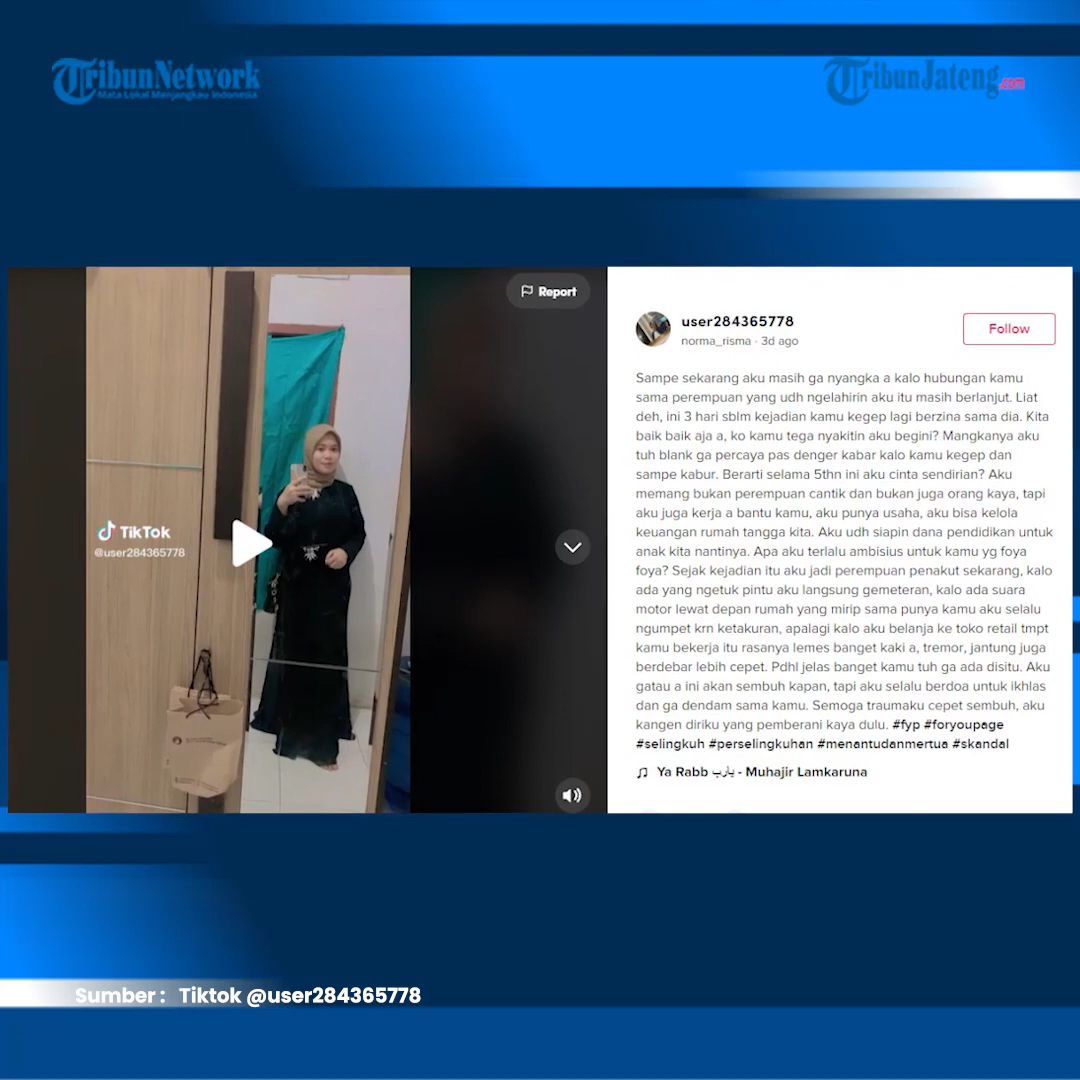 TribunNetwork
Mata Lokal Menjangkau Indonesia
TribunJateng.com
Report
TikTok
@user284365778
user284365778
norma_risma · 3d ago
Follow
Sampe sekarang aku masih ga nyangka a kalo hubungan kamu
sama perempuan yang udh ngelahirin aku itu masih berlanjut. Liat
deh, ini 3 hari sblm kejadian kamu kegep lagi berzina sama dia. Kita
baik baik aja a, ko kamu tega nyakitin aku begini? Mangkanya aku
tuh blank ga percaya pas denger kabar kalo kamu kegep dan
sampe kabur. Berarti selama 5thn ini aku cinta sendirian? Aku
memang bukan perempuan cantik dan bukan juga orang kaya, tapi
aku juga kerja a bantu kamu, aku punya usaha, aku bisa kelola
keuangan rumah tangga kita. Aku udh siapin dana pendidikan untuk
anak kita nantinya. Apa aku terlalu ambisius untuk kamu yg foya
foya? Sejak kejadian itu aku jadi perempuan penakut sekarang, kalo
ada yang ngetuk pintu aku langsung gemeteran, kalo ada suara
motor lewat depan rumah yang mirip sama punya kamu aku selalu
ngumpet krn ketakuran, apalagi kalo aku belanja ke toko retail tmpt
kamu bekerja itu rasanya lemes banget kaki a, tremor, jantung juga
berdebar lebih cepet. Pdhl jelas banget kamu tuh ga ada disitu. Aku
gatau a ini akan sembuh kapan, tapi aku selalu berdoa untuk ikhlas
dan ga dendam sama kamu. Semoga traumaku cepet sembuh, aku
kangen diriku yang pemberani kaya dulu. #fyp #foryoupage
#selingkuh #perselingkuhan #menantudanmertua #skandal
♫ Ya Rabb يارب - Muhajir Lamkaruna
Sumber : Tiktok @user284365778